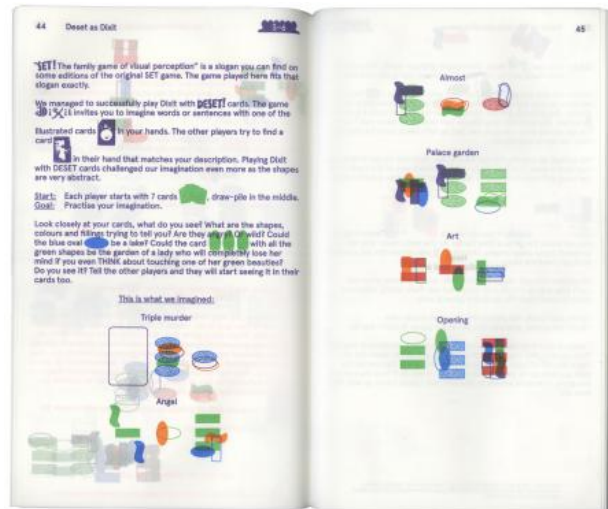 44 Deset as Dixit
"SET! The family game of visual perception" is a slogan you can find on
some editions of the original SET game. The game played here fits that
slogan exactly.
We managed to successfully play Dixit with DESET! cards. The game
Dixit invites you to imagine words or sentences with one of the
illustrated cards in your hands. The other players try to find a
card
in their hand that matches your description. Playing Dixit
with DESET cards challenged our imagination even more as the shapes
are very abstract.
Start: Each player starts with 7 cards , draw-pile in the middle.
Goal: Practise your imagination.
Look closely at your cards, what do you see? What are the shapes,
colours and fillings trying to tell you? Are they angry? Or wild? Could
the blue oval be a lake? Could the card with all the
green shapes be the garden of a lady who will completely lose her
mind if you even THINK about touching one of her green beauties?
Do you see it? Tell the other players and they will start seeing it in their
cards too.
This is what we imagined:
Triple murder
Angel
45
Almost
Palace garden
Art
Opening